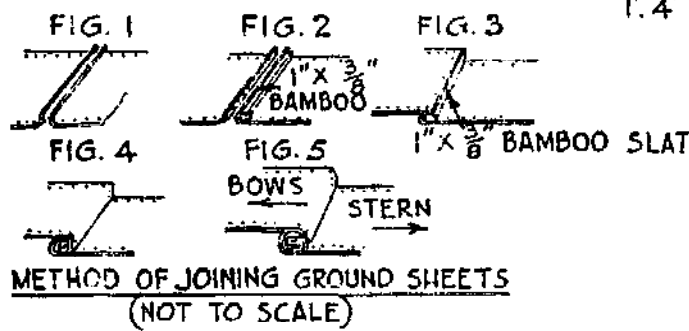 1.4
FIG. 1 FIG. 2 FIG. 3
1" X 3/8" BAMBOO
1" X 3/8" BAMBOO SLAT
FIG. 4 FIG. 5
BOWS
STERN
METHOD OF JOINING GROUND SHEETS
(NOT TO SCALE)